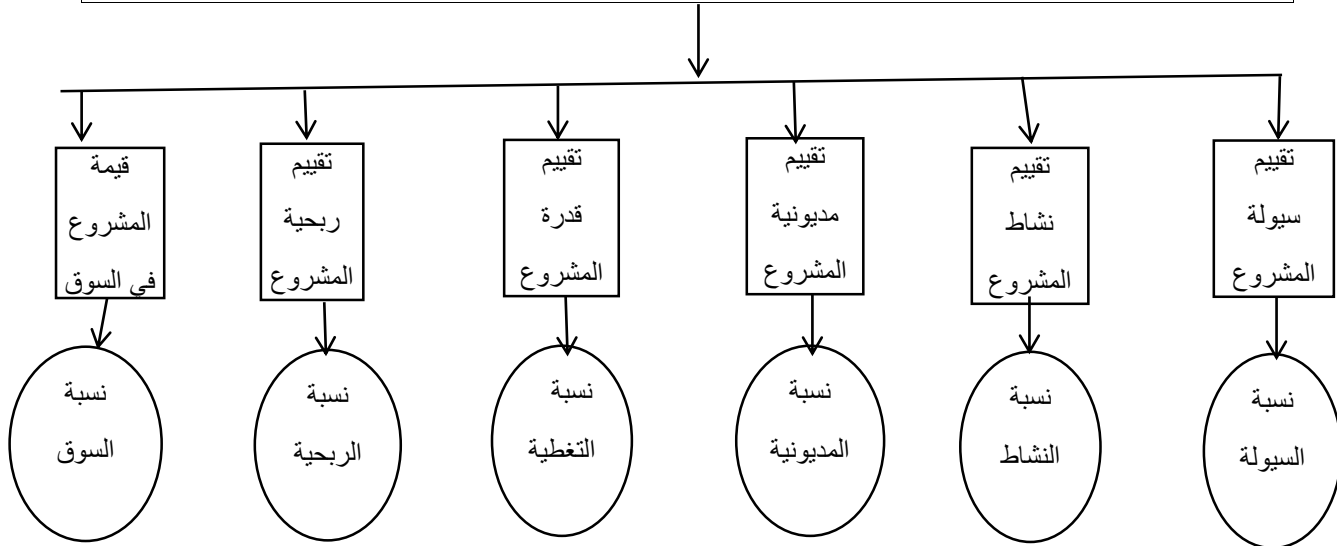 تقييم
سيولة
المشروع
تقييم
نشاط
المشروع
تقييم
مديونية
المشروع
تقييم
قدرة
المشروع
تقييم
ربحية
المشروع
قيمة
المشروع
في السوق
نسبة
السيولة
نسبة
النشاط
نسبة
المديونية
نسبة
التغطية
نسبة
الربحية
نسبة
السوق